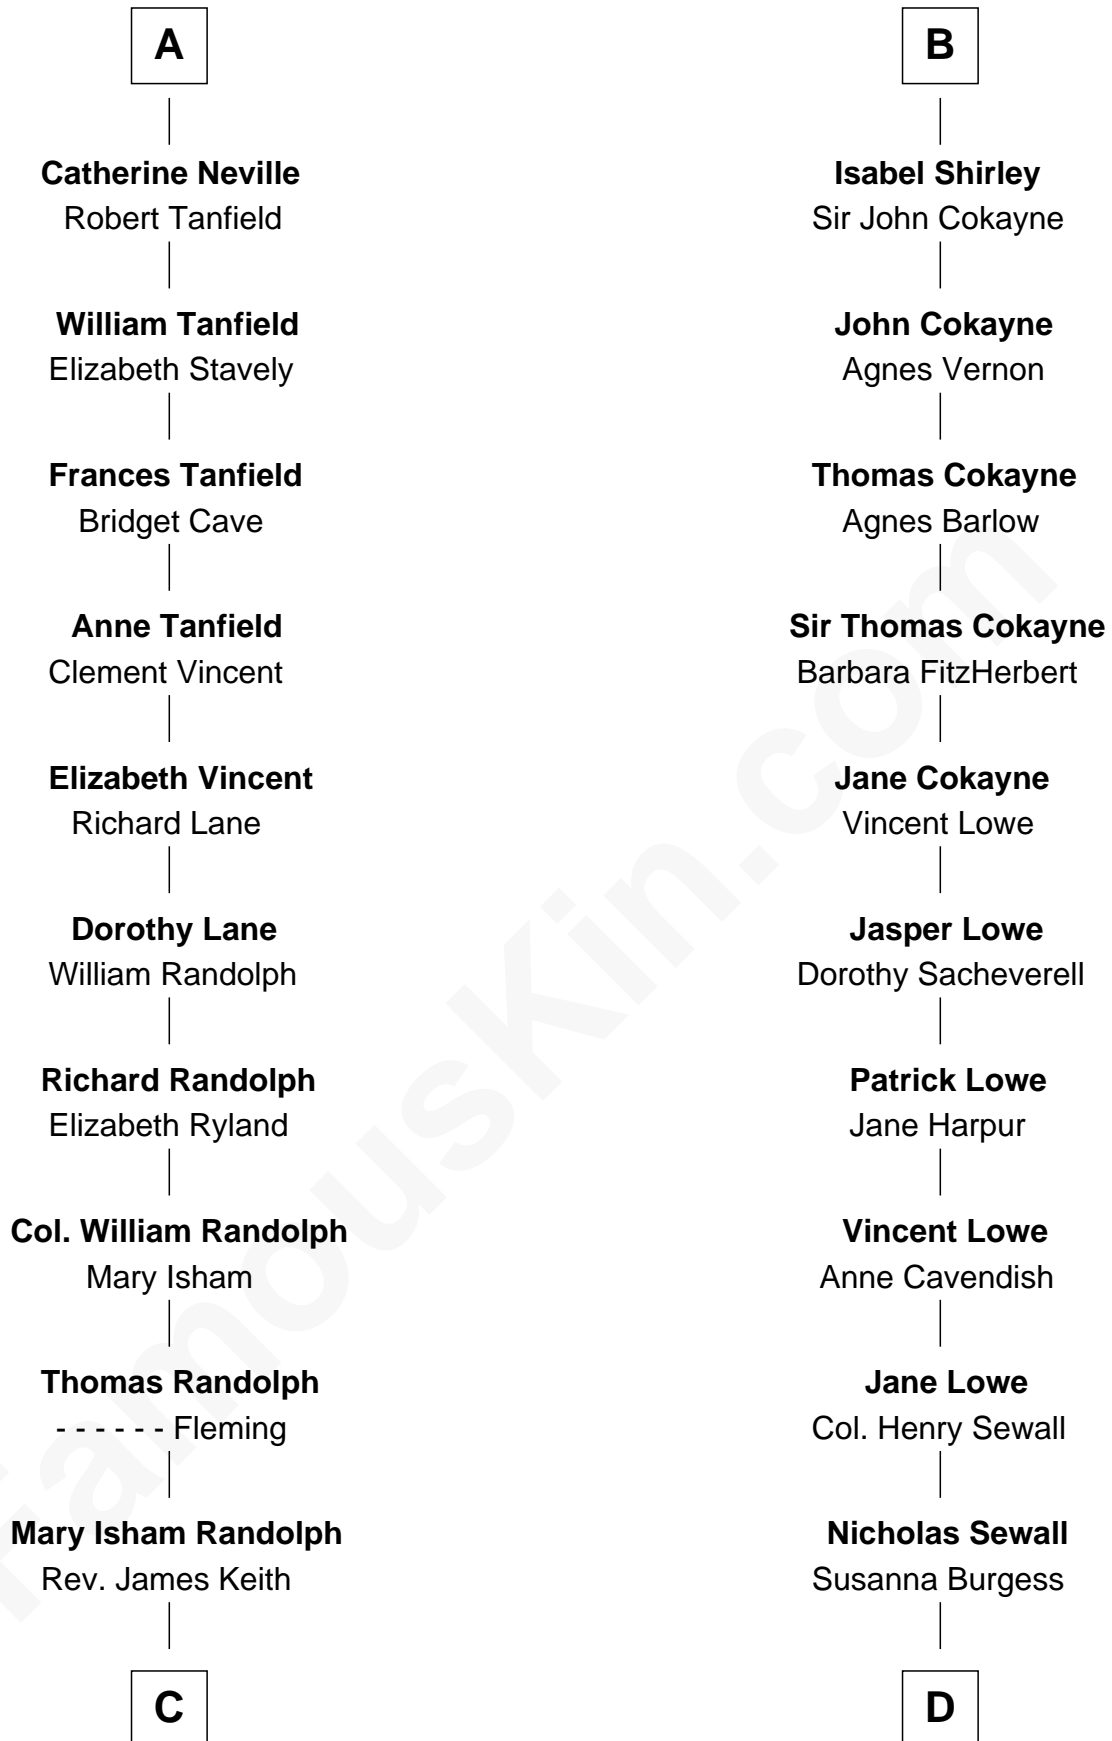 A
Catherine Neville
Robert Tanfield
William Tanfield
Elizabeth Stavely
Frances Tanfield
Bridget Cave
Anne Tanfield
Clement Vincent
Elizabeth Vincent
Richard Lane
Dorothy Lane
William Randolph
Richard Randolph
Elizabeth Ryland
Col. William Randolph
Mary Isham
Thomas Randolph
- - - - - - Fleming
Mary Isham Randolph
Rev. James Keith
C
B
Isabel Shirley
Sir John Cokayne
John Cokayne
Agnes Vernon
Thomas Cokayne
Agnes Barlow
Sir Thomas Cokayne
Barbara FitzHerbert
Jane Cokayne
Vincent Lowe
Jasper Lowe
Dorothy Sacheverell
Patrick Lowe
Jane Harpur
Vincent Lowe
Anne Cavendish
Jane Lowe
Col. Henry Sewall
Nicholas Sewall
Susanna Burgess
D
FamousKin.com